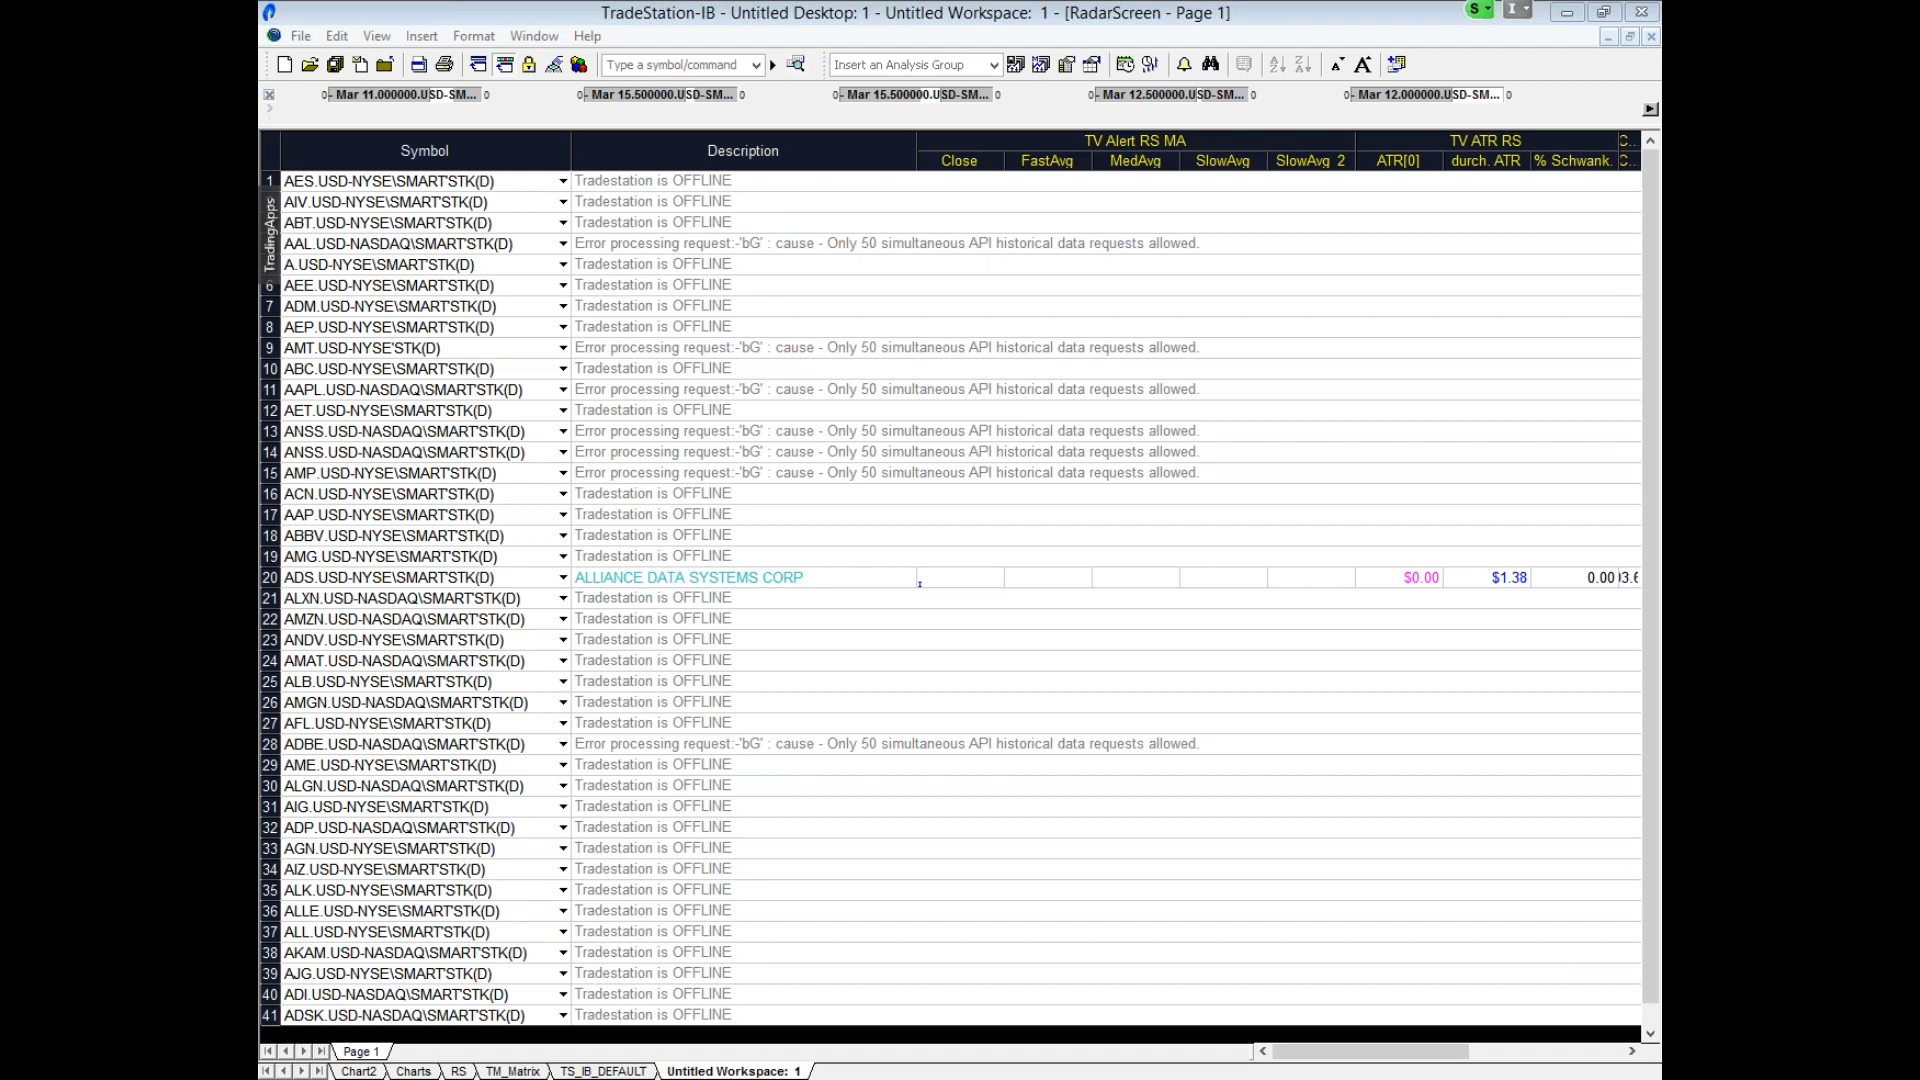 TradeStation-IB - Untitled Desktop: 1 - Untitled Workspace: 1 - [RadarScreen - Page 1]
S I
File Edit View Insert Format Window Help
Type a symbol/command Insert an Analysis Group
0 - Mar 11.000000.USD-SM... 0 0 - Mar 15.500000.USD-SM... 0 0 - Mar 15.500000.USD-SM... 0 0 - Mar 12.500000.USD-SM... 0 0 - Mar 12.000000.USD-SM... 0
TradingApps
TV Alert RS MA TV ATR RS C...
Symbol Description Close FastAvg MedAvg SlowAvg SlowAvg 2 ATR[0] durch. ATR % Schwank. C...
1 AES.USD-NYSE\SMART'STK(D) Tradestation is OFFLINE
AIV.USD-NYSE\SMART'STK(D) Tradestation is OFFLINE
ABT.USD-NYSE\SMART'STK(D) Tradestation is OFFLINE
AAL.USD-NASDAQ\SMART'STK(D) Error processing request:-'bG' : cause - Only 50 simultaneous API historical data requests allowed.
A.USD-NYSE\SMART'STK(D) Tradestation is OFFLINE
6 AEE.USD-NYSE\SMART'STK(D) Tradestation is OFFLINE
7 ADM.USD-NYSE\SMART'STK(D) Tradestation is OFFLINE
8 AEP.USD-NYSE\SMART'STK(D) Tradestation is OFFLINE
9 AMT.USD-NYSE'STK(D) Error processing request:-'bG' : cause - Only 50 simultaneous API historical data requests allowed.
10 ABC.USD-NYSE\SMART'STK(D) Tradestation is OFFLINE
11 AAPL.USD-NASDAQ\SMART'STK(D) Error processing request:-'bG' : cause - Only 50 simultaneous API historical data requests allowed.
12 AET.USD-NYSE\SMART'STK(D) Tradestation is OFFLINE
13 ANSS.USD-NASDAQ\SMART'STK(D) Error processing request:-'bG' : cause - Only 50 simultaneous API historical data requests allowed.
14 ANSS.USD-NASDAQ\SMART'STK(D) Error processing request:-'bG' : cause - Only 50 simultaneous API historical data requests allowed.
15 AMP.USD-NYSE\SMART'STK(D) Error processing request:-'bG' : cause - Only 50 simultaneous API historical data requests allowed.
16 ACN.USD-NYSE\SMART'STK(D) Tradestation is OFFLINE
17 AAP.USD-NYSE\SMART'STK(D) Tradestation is OFFLINE
18 ABBV.USD-NYSE\SMART'STK(D) Tradestation is OFFLINE
19 AMG.USD-NYSE\SMART'STK(D) Tradestation is OFFLINE
20 ADS.USD-NYSE\SMART'STK(D) ALLIANCE DATA SYSTEMS CORP $0.00 $1.38 0.00 3.6
21 ALXN.USD-NASDAQ\SMART'STK(D) Tradestation is OFFLINE
22 AMZN.USD-NASDAQ\SMART'STK(D) Tradestation is OFFLINE
23 ANDV.USD-NYSE\SMART'STK(D) Tradestation is OFFLINE
24 AMAT.USD-NASDAQ\SMART'STK(D) Tradestation is OFFLINE
25 ALB.USD-NYSE\SMART'STK(D) Tradestation is OFFLINE
26 AMGN.USD-NASDAQ\SMART'STK(D) Tradestation is OFFLINE
27 AFL.USD-NYSE\SMART'STK(D) Tradestation is OFFLINE
28 ADBE.USD-NASDAQ\SMART'STK(D) Error processing request:-'bG' : cause - Only 50 simultaneous API historical data requests allowed.
29 AME.USD-NYSE\SMART'STK(D) Tradestation is OFFLINE
30 ALGN.USD-NASDAQ\SMART'STK(D) Tradestation is OFFLINE
31 AIG.USD-NYSE\SMART'STK(D) Tradestation is OFFLINE
32 ADP.USD-NASDAQ\SMART'STK(D) Tradestation is OFFLINE
33 AGN.USD-NYSE\SMART'STK(D) Tradestation is OFFLINE
34 AIZ.USD-NYSE\SMART'STK(D) Tradestation is OFFLINE
35 ALK.USD-NYSE\SMART'STK(D) Tradestation is OFFLINE
36 ALLE.USD-NYSE\SMART'STK(D) Tradestation is OFFLINE
37 ALL.USD-NYSE\SMART'STK(D) Tradestation is OFFLINE
38 AKAM.USD-NASDAQ\SMART'STK(D) Tradestation is OFFLINE
39 AJG.USD-NYSE\SMART'STK(D) Tradestation is OFFLINE
40 ADI.USD-NASDAQ\SMART'STK(D) Tradestation is OFFLINE
41 ADSK.USD-NASDAQ\SMART'STK(D) Tradestation is OFFLINE
Page 1
Chart2 Charts RS TM_Matrix TS_IB_DEFAULT Untitled Workspace: 1